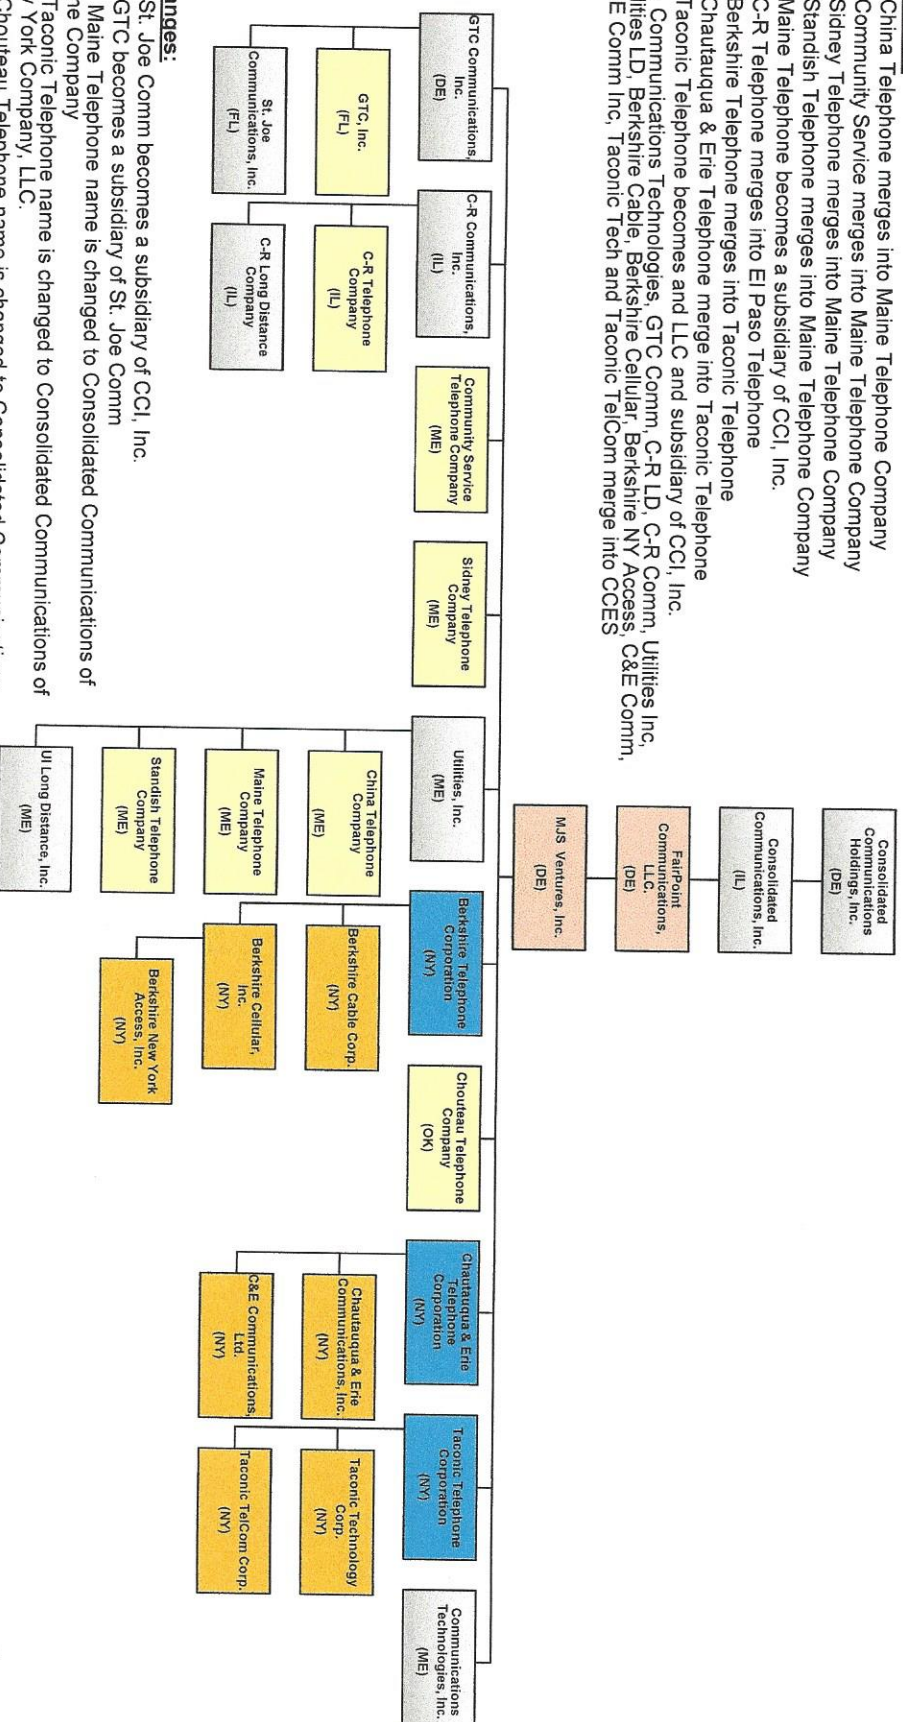 China Telephone merges into Maine Telephone Company
Community Service merges into Maine Telephone Company
Sidney Telephone merges into Maine Telephone Company
Standish Telephone merges into Maine Telephone Company
Maine Telephone becomes a subsidiary of CCI, Inc.
C-R Telephone merges into El Paso Telephone
Berkshire Telephone merges into Taconic Telephone
Chautauqua & Erie Telephone merge into Taconic Telephone
Taconic Telephone becomes and LLC and subsidiary of CCI, Inc.
Communications Technologies, GTC Comm, C-R LD, C-R Comm, Utilities Inc,
lities LD, Berkshire Cable, Berkshire Cellular, Berkshire NY Access, C&E Comm,
E Comm Inc, Taconic Tech and Taconic TelCom merge into CCES
Consolidated
Communications
Holdings, Inc.
(DE)
Consolidated
Communications, Inc.
(IL)
FairPoint
Communications,
LLC.
(DE)
MJS Ventures, Inc.
(DE)
GTC Communications,
Inc.
(DE)
GTC, Inc.
(FL)
St. Joe
Communications, Inc.
(FL)
C-R Communications,
Inc.
(IL)
C-R Telephone
Company
(IL)
C-R Long Distance
Company
(IL)
Community Service
Telephone Company
(ME)
Sidney Telephone
Company
(ME)
Utilities, Inc.
(ME)
China Telephone
Company
(ME)
Maine Telephone
Company
(ME)
Standish Telephone
Company
(ME)
UI Long Distance, Inc.
(ME)
Berkshire Telephone
Corporation
(NY)
Berkshire Cable Corp.
(NY)
Berkshire Cellular,
Inc.
(NY)
Berkshire New York
Access, Inc.
(NY)
Chouteau Telephone
Company
(OK)
Chautauqua & Erie
Telephone
Corporation
(NY)
Chautauqua & Erie
Communications, Inc.
(NY)
C&E Communications,
Ltd.
(NY)
Taconic Telephone
Corporation
(NY)
Taconic Technology
Corp.
(NY)
Taconic TelCom Corp.
(NY)
Communications
Technologies, Inc.
(ME)
nges:
St. Joe Comm becomes a subsidiary of CCI, Inc.
GTC becomes a subsidiary of St. Joe Comm
Maine Telephone name is changed to Consolidated Communications of
ne Company
Taconic Telephone name is changed to Consolidated Communications of
York Company, LLC.
Chouteau Telephone name is changed to Consolidated Communications